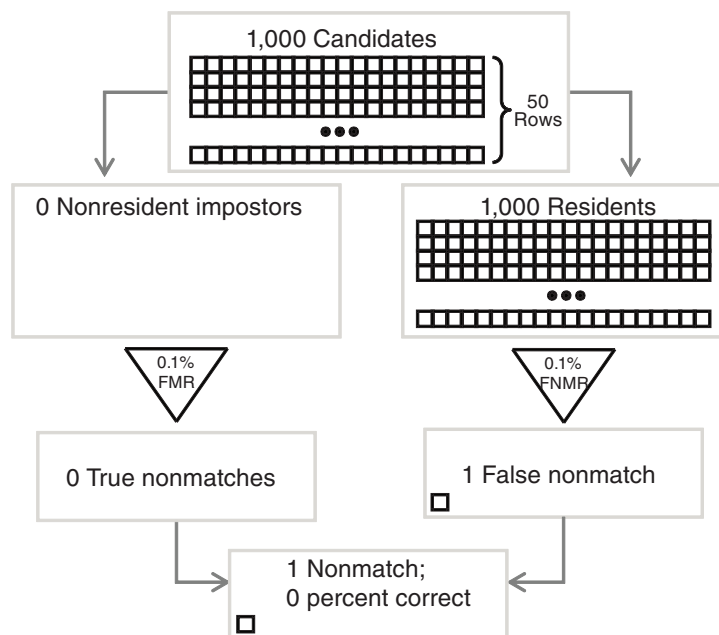 1,000 Candidates
50
Rows
0 Nonresident impostors
1,000 Residents
0.1%
FMR
0.1%
FNMR
0 True nonmatches
1 False nonmatch
1 Nonmatch;
0 percent correct